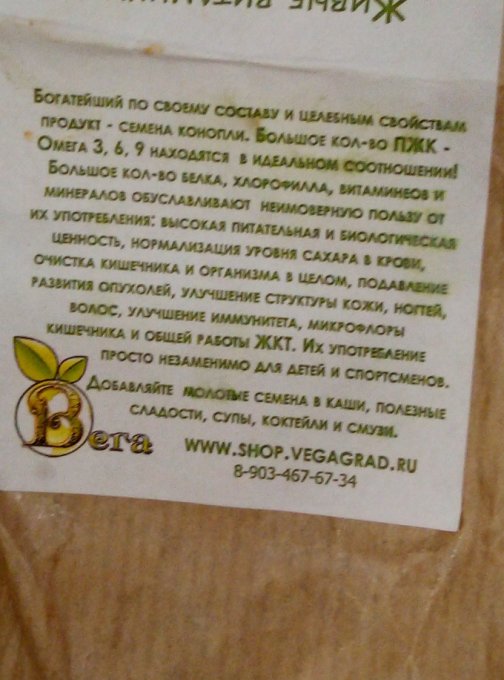 Живые витамин
Богатейший по своему составу и целебным свойствам
продукт - семена конопли. Большое кол-во ПЖК -
Омега 3, 6, 9 находятся в идеальном соотношении!
Большое кол-во белка, хлорофилла, витаминеов и
минералов обуславливают неимоверную пользу от
их употребления: высокая питательная и биологическая
ценность, нормализация уровня сахара в крови,
очистка кишечника и организма в целом, подавление
развития опухолей, улучшение структуры кожи, ногтей,
волос, улучшение иммунитета, микрофлоры
кишечника и общей работы ЖКТ. Их употребление
просто незаменимо для детей и спортсменов.
Добавляйте молотые семена в каши, полезные
сладости, супы, коктейли и смузи.
Вега
WWW.SHOP.VEGAGRAD.RU
8-903-467-67-34